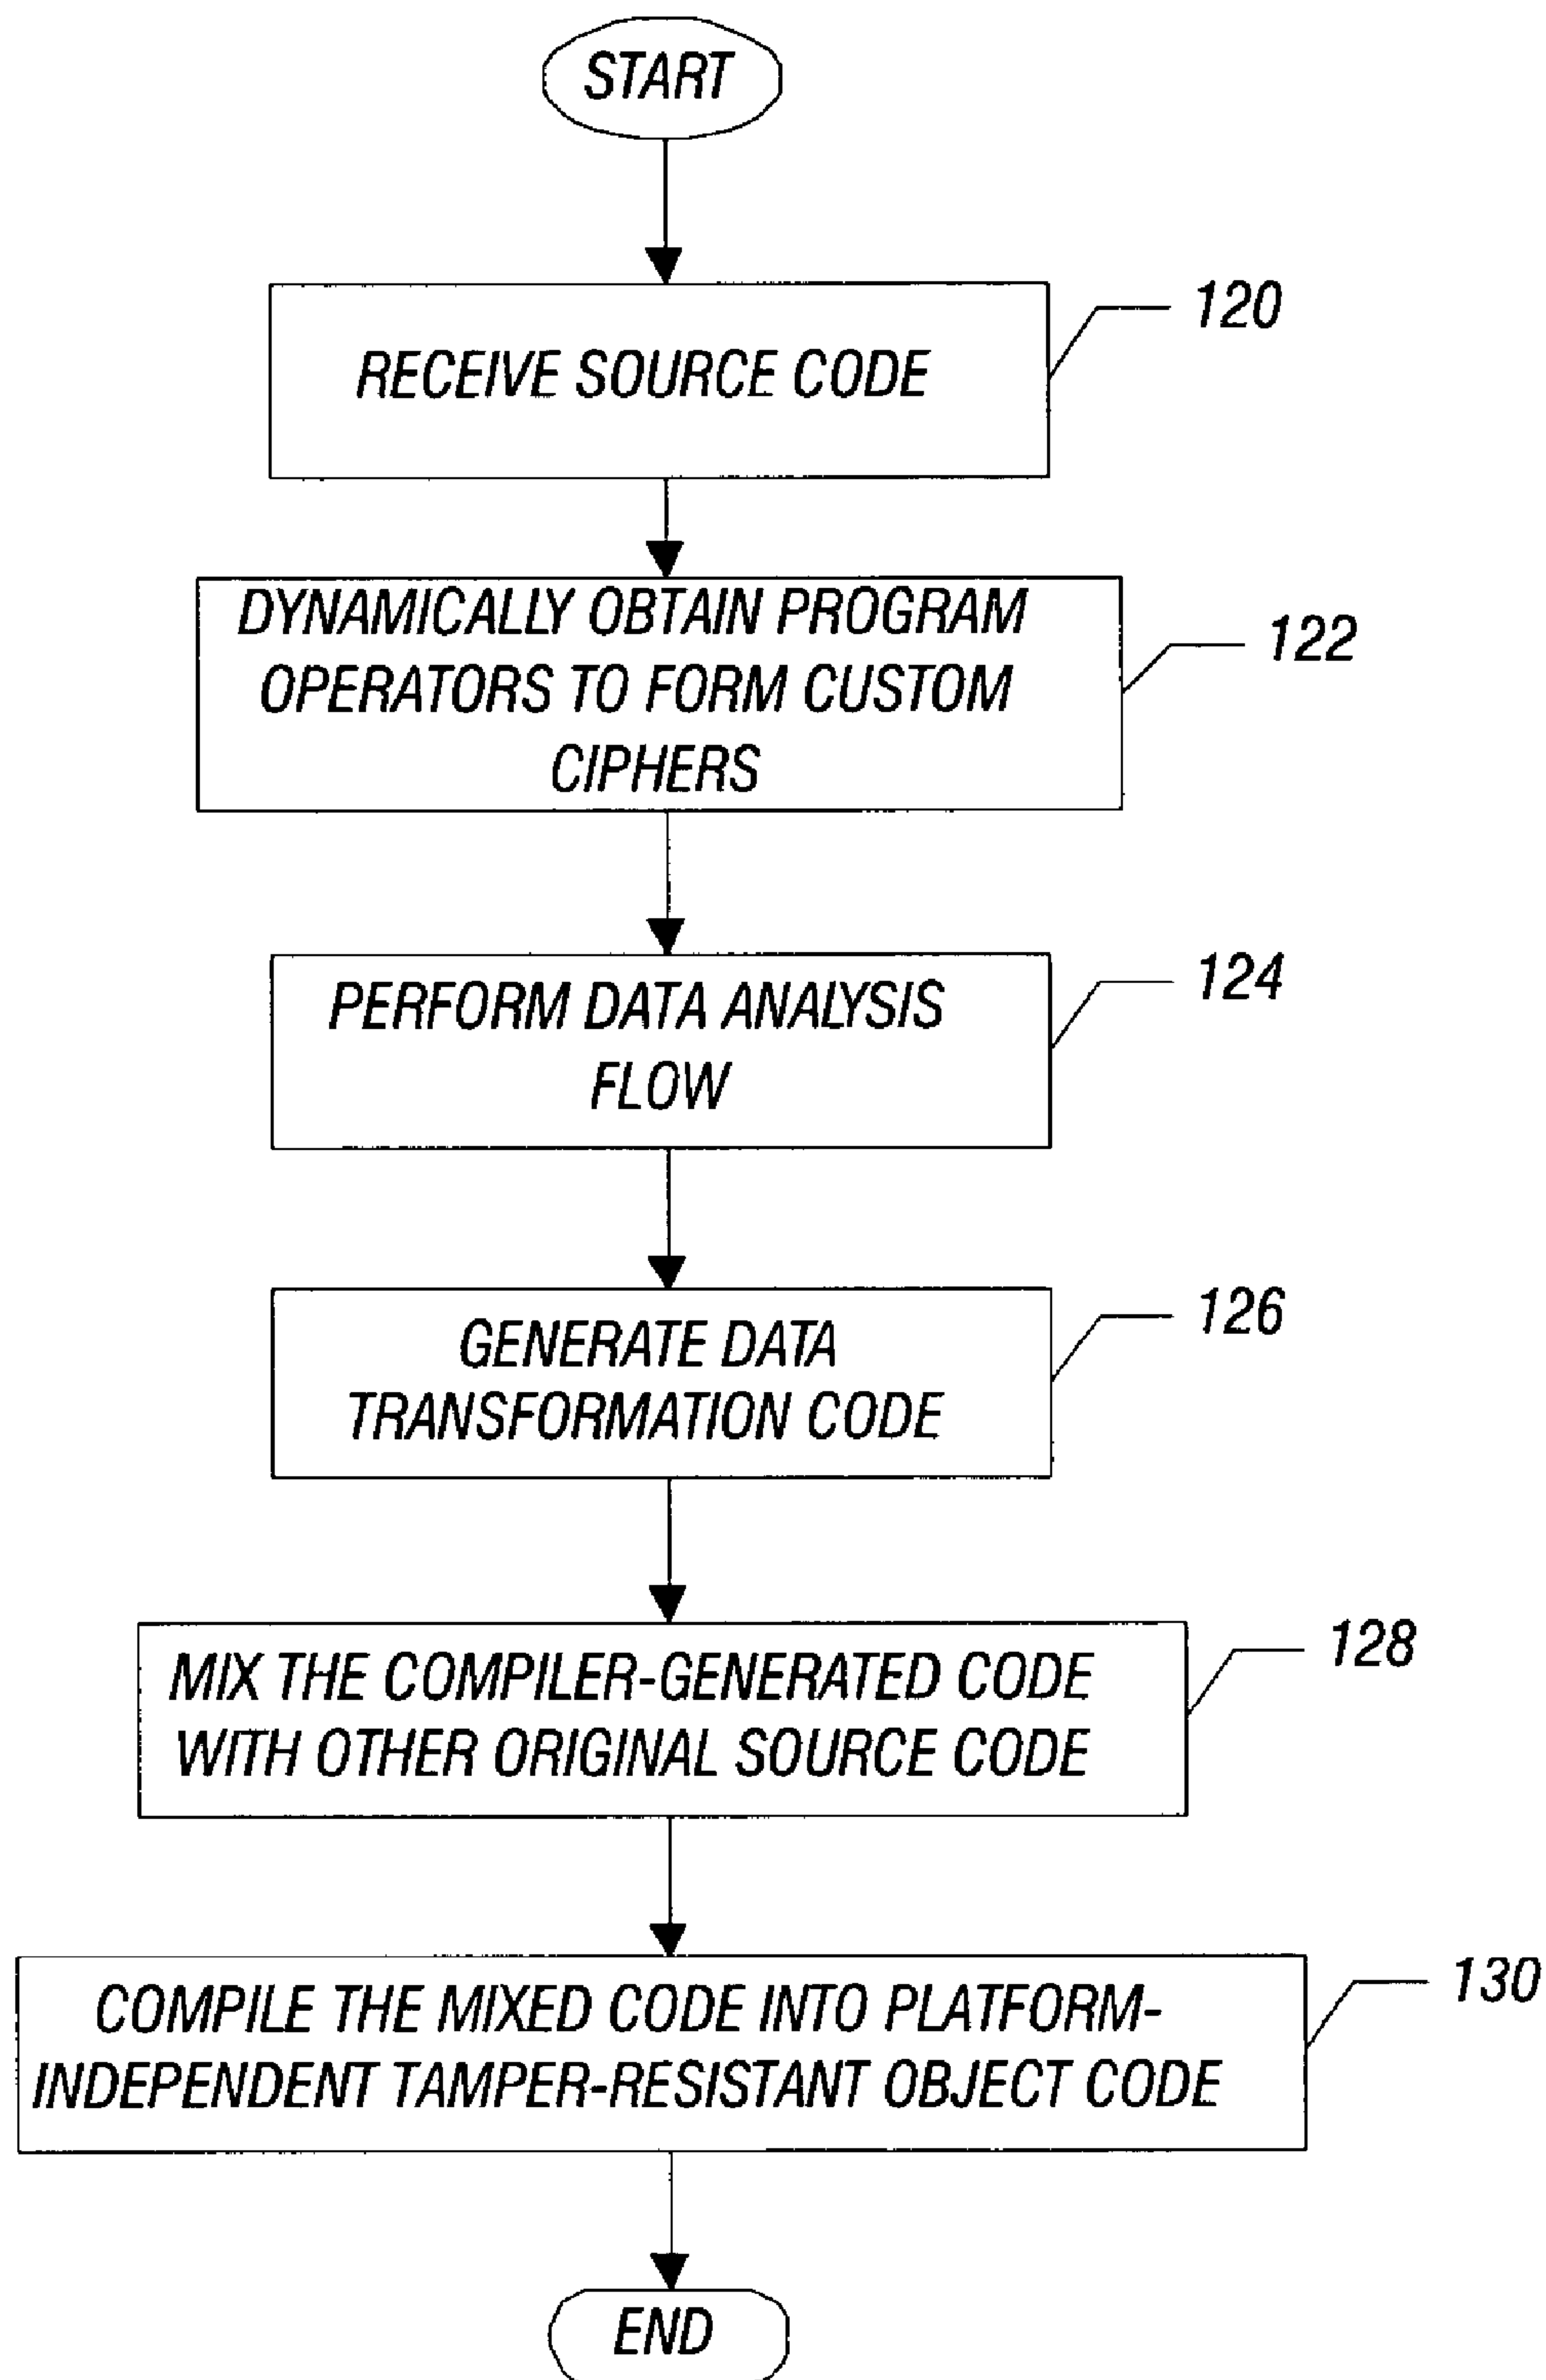 START
RECEIVE SOURCE CODE
120
DYNAMICALLY OBTAIN PROGRAM
OPERATORS TO FORM CUSTOM
CIPHERS
122
PERFORM DATA ANALYSIS
FLOW
124
GENERATE DATA
TRANSFORMATION CODE
126
MIX THE COMPILER-GENERATED CODE
WITH OTHER ORIGINAL SOURCE CODE
128
COMPILE THE MIXED CODE INTO PLATFORM-
INDEPENDENT TAMPER-RESISTANT OBJECT CODE
130
END